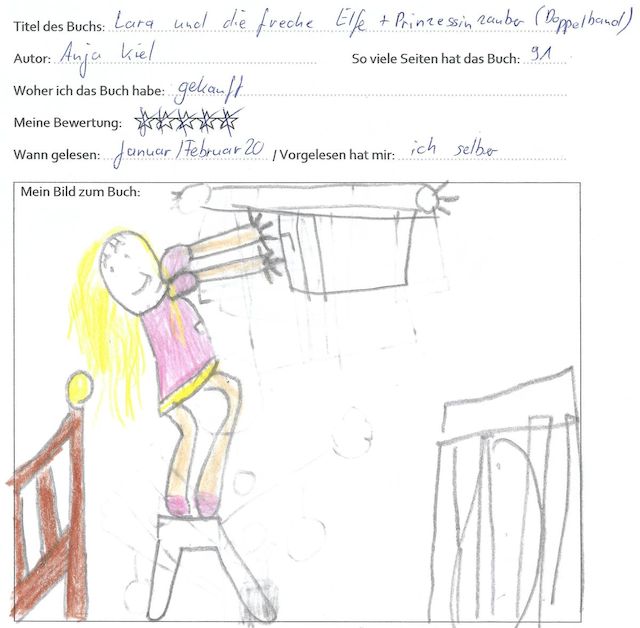 Titel des Buchs: Lara und die freche Elfe + Prinzessinzauber (Doppelband)
Autor: Anja Kiel So viele Seiten hat das Buch: 91
Woher ich das Buch habe: gekauft
Meine Bewertung:
Wann gelesen: Januar/Februar 20 / Vorgelesen hat mir: ich selber
Mein Bild zum Buch: